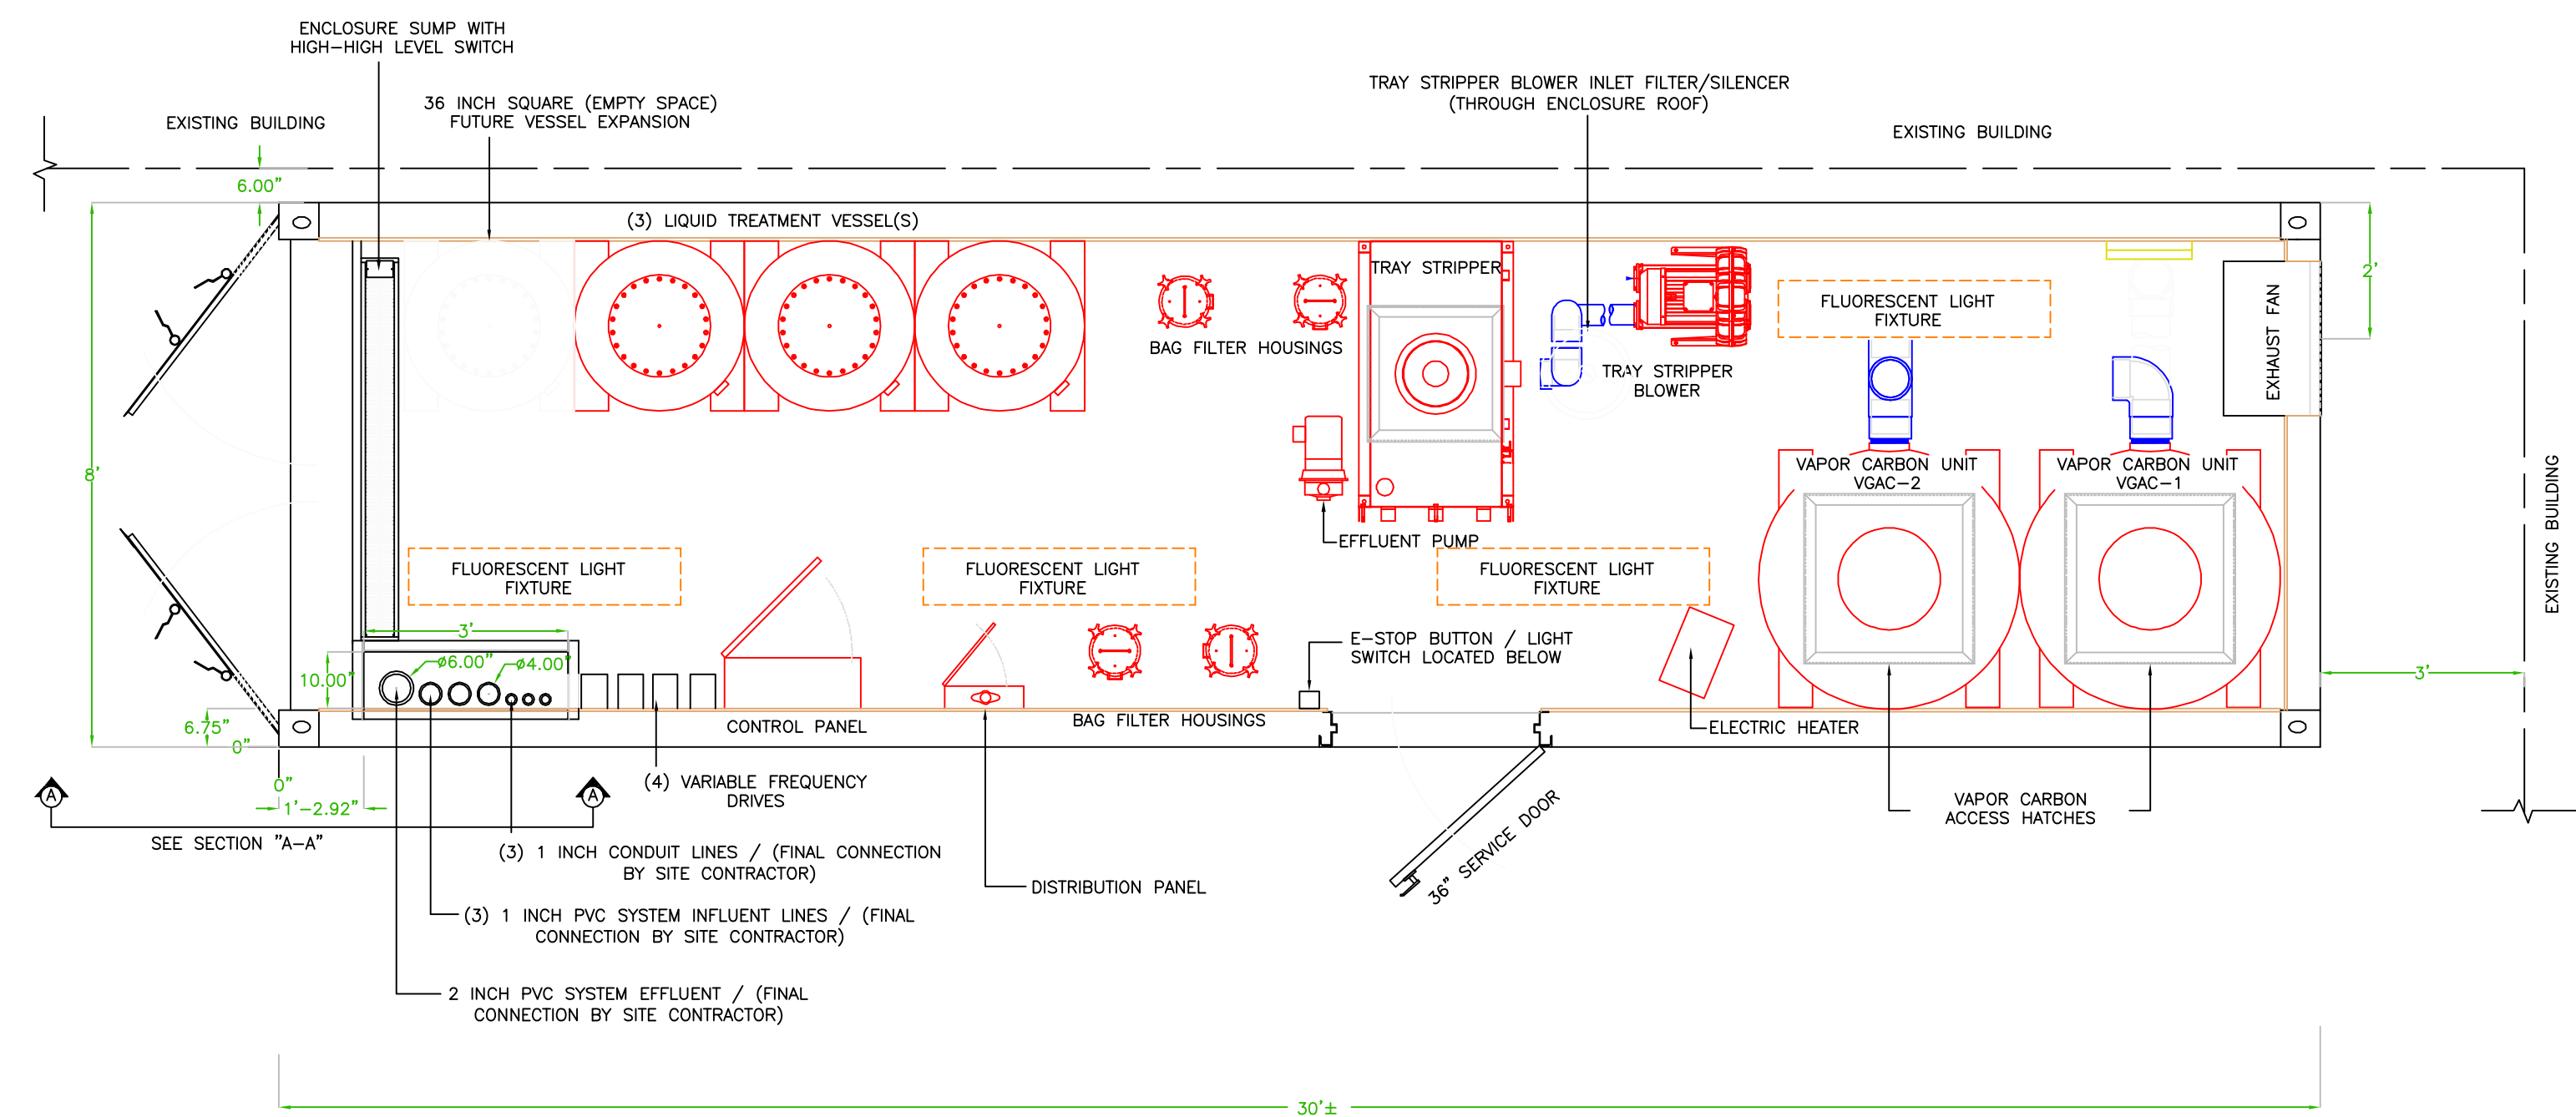 ENCLOSURE SUMP WITH
HIGH-HIGH LEVEL SWITCH
36 INCH SQUARE (EMPTY SPACE)
FUTURE VESSEL EXPANSION
TRAY STRIPPER BLOWER INLET FILTER/SILENCER
(THROUGH ENCLOSURE ROOF)
EXISTING BUILDING
EXISTING BUILDING
6.00"
(3) LIQUID TREATMENT VESSEL(S)
TRAY STRIPPER
2'
FLUORESCENT LIGHT
FIXTURE
EXHAUST FAN
BAG FILTER HOUSINGS
TRAY STRIPPER
BLOWER
8'
VAPOR CARBON UNIT
VGAC-2
VAPOR CARBON UNIT
VGAC-1
EXISTING BUILDING
EFFLUENT PUMP
FLUORESCENT LIGHT
FIXTURE
FLUORESCENT LIGHT
FIXTURE
FLUORESCENT LIGHT
FIXTURE
3'
ø6.00"
ø4.00"
10.00"
E-STOP BUTTON / LIGHT
SWITCH LOCATED BELOW
3'
6.75"
0"
CONTROL PANEL
BAG FILTER HOUSINGS
ELECTRIC HEATER
0"
1'-2.92"
(4) VARIABLE FREQUENCY
DRIVES
A
A
VAPOR CARBON
ACCESS HATCHES
SEE SECTION "A-A"
(3) 1 INCH CONDUIT LINES / (FINAL CONNECTION
BY SITE CONTRACTOR)
36" SERVICE DOOR
DISTRIBUTION PANEL
(3) 1 INCH PVC SYSTEM INFLUENT LINES / (FINAL
CONNECTION BY SITE CONTRACTOR)
2 INCH PVC SYSTEM EFFLUENT / (FINAL
CONNECTION BY SITE CONTRACTOR)
30'±